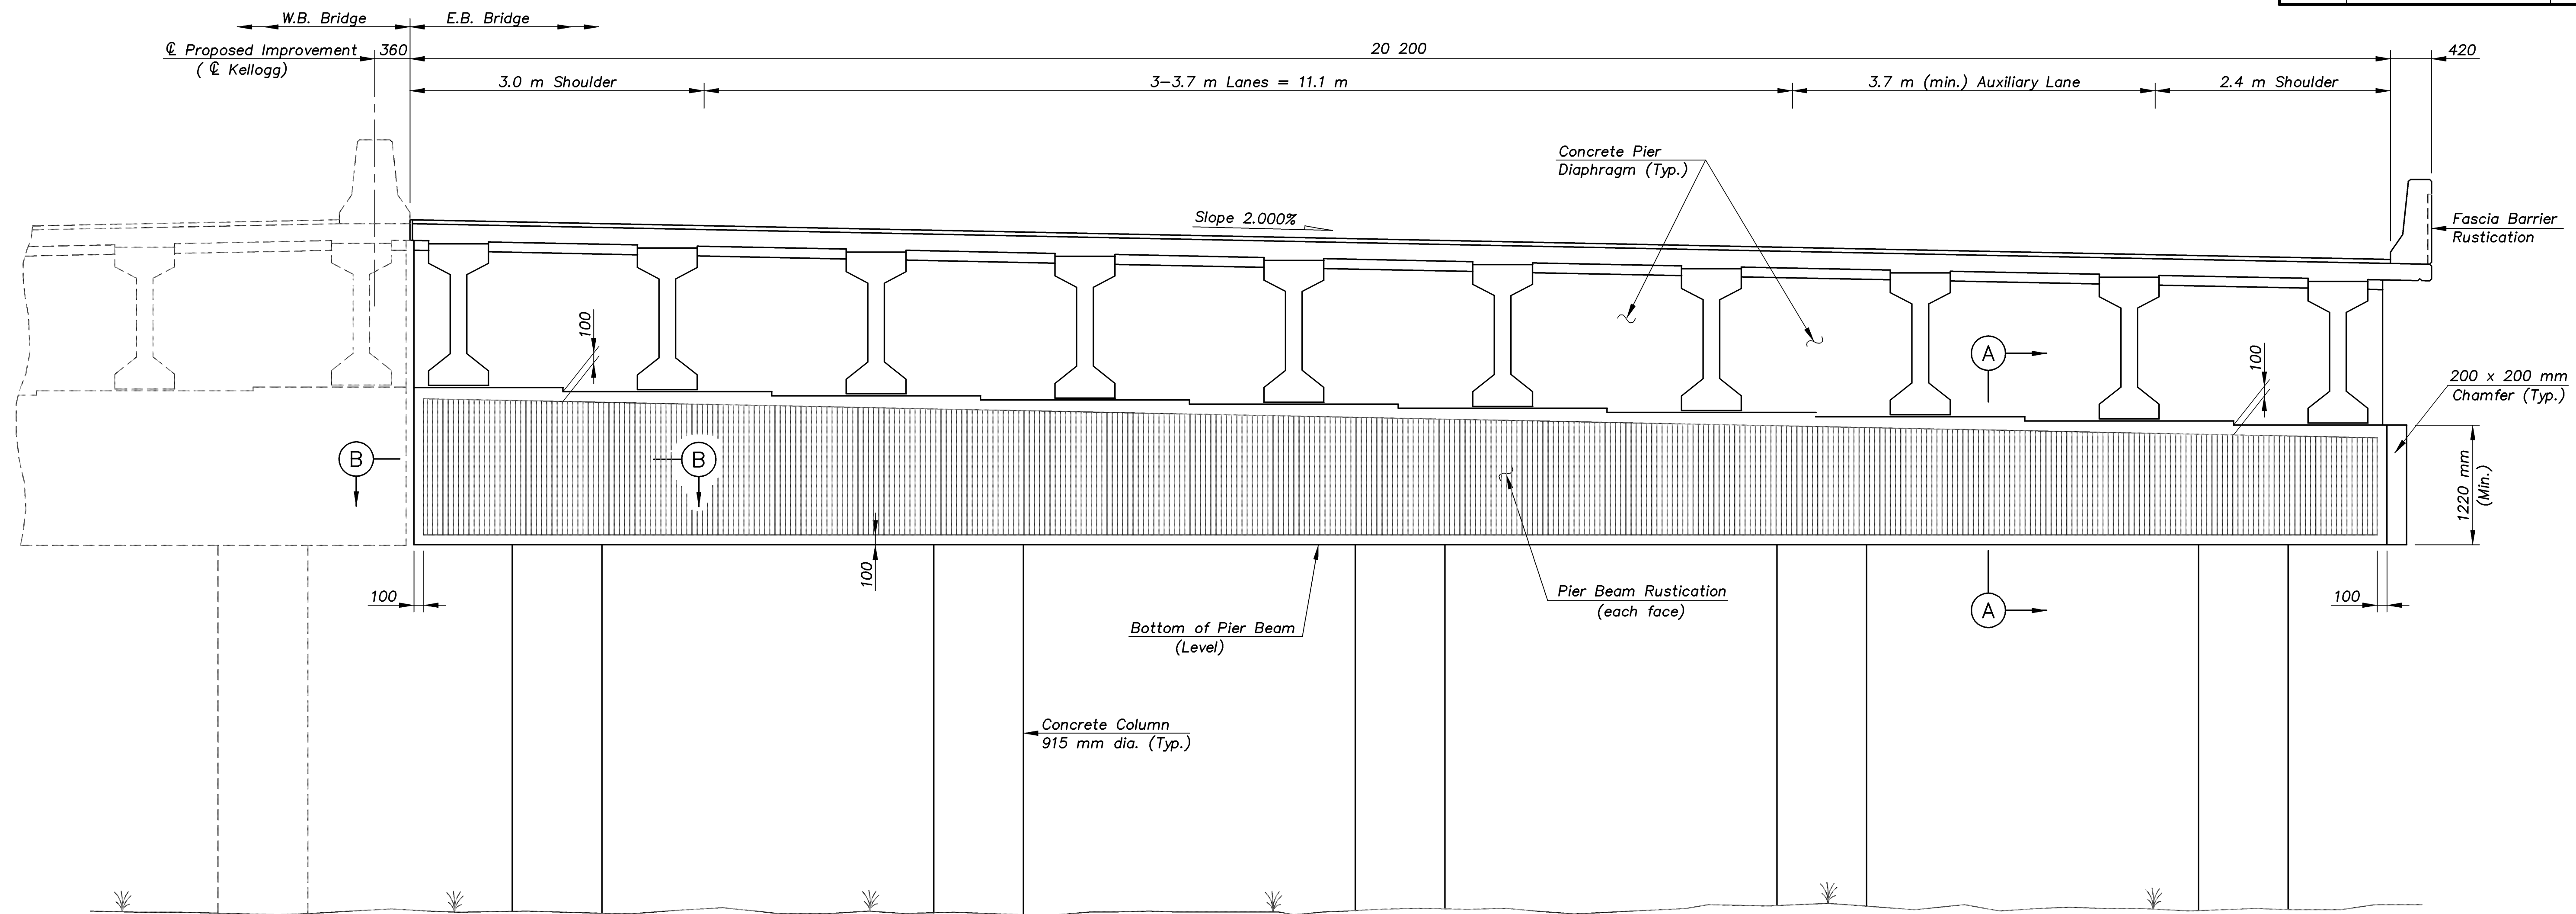 W.B. Bridge
E.B. Bridge
℄ Proposed Improvement
( ℄ Kellogg)
360
20 200
420
3.0 m Shoulder
3-3.7 m Lanes = 11.1 m
3.7 m (min.) Auxiliary Lane
2.4 m Shoulder
Concrete Pier
Diaphragm (Typ.)
Slope 2.000%
Fascia Barrier
Rustication
100
A
100
200 x 200 mm
Chamfer (Typ.)
B
B
1220 mm
(Min.)
100
100
Pier Beam Rustication
(each face)
A
100
Bottom of Pier Beam
(Level)
Concrete Column
915 mm dia. (Typ.)